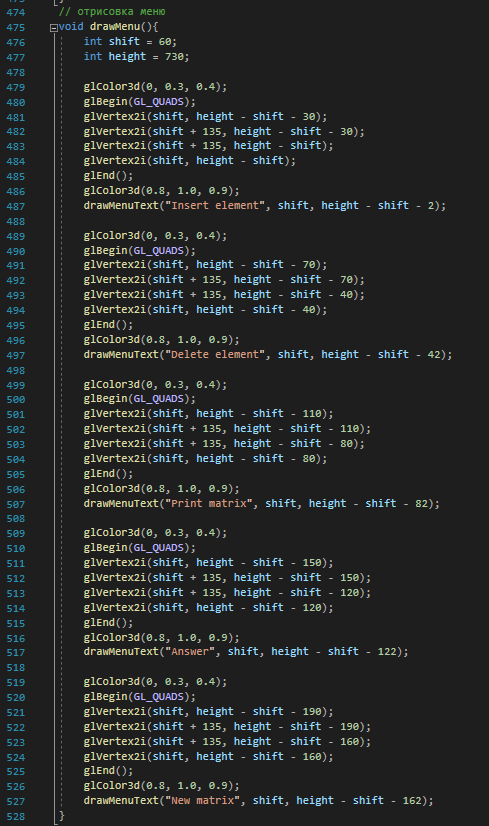 474 // отрисовка меню
475 void drawMenu(){
476 int shift = 60;
477 int height = 730;
478
479 glColor3d(0, 0.3, 0.4);
480 glBegin(GL_QUADS);
481 glVertex2i(shift, height - shift - 30);
482 glVertex2i(shift + 135, height - shift - 30);
483 glVertex2i(shift + 135, height - shift);
484 glVertex2i(shift, height - shift);
485 glEnd();
486 glColor3d(0.8, 1.0, 0.9);
487 drawMenuText("Insert element", shift, height - shift - 2);
488
489 glColor3d(0, 0.3, 0.4);
490 glBegin(GL_QUADS);
491 glVertex2i(shift, height - shift - 70);
492 glVertex2i(shift + 135, height - shift - 70);
493 glVertex2i(shift + 135, height - shift - 40);
494 glVertex2i(shift, height - shift - 40);
495 glEnd();
496 glColor3d(0.8, 1.0, 0.9);
497 drawMenuText("Delete element", shift, height - shift - 42);
498
499 glColor3d(0, 0.3, 0.4);
500 glBegin(GL_QUADS);
501 glVertex2i(shift, height - shift - 110);
502 glVertex2i(shift + 135, height - shift - 110);
503 glVertex2i(shift + 135, height - shift - 80);
504 glVertex2i(shift, height - shift - 80);
505 glEnd();
506 glColor3d(0.8, 1.0, 0.9);
507 drawMenuText("Print matrix", shift, height - shift - 82);
508
509 glColor3d(0, 0.3, 0.4);
510 glBegin(GL_QUADS);
511 glVertex2i(shift, height - shift - 150);
512 glVertex2i(shift + 135, height - shift - 150);
513 glVertex2i(shift + 135, height - shift - 120);
514 glVertex2i(shift, height - shift - 120);
515 glEnd();
516 glColor3d(0.8, 1.0, 0.9);
517 drawMenuText("Answer", shift, height - shift - 122);
518
519 glColor3d(0, 0.3, 0.4);
520 glBegin(GL_QUADS);
521 glVertex2i(shift, height - shift - 190);
522 glVertex2i(shift + 135, height - shift - 190);
523 glVertex2i(shift + 135, height - shift - 160);
524 glVertex2i(shift, height - shift - 160);
525 glEnd();
526 glColor3d(0.8, 1.0, 0.9);
527 drawMenuText("New matrix", shift, height - shift - 162);
528 }